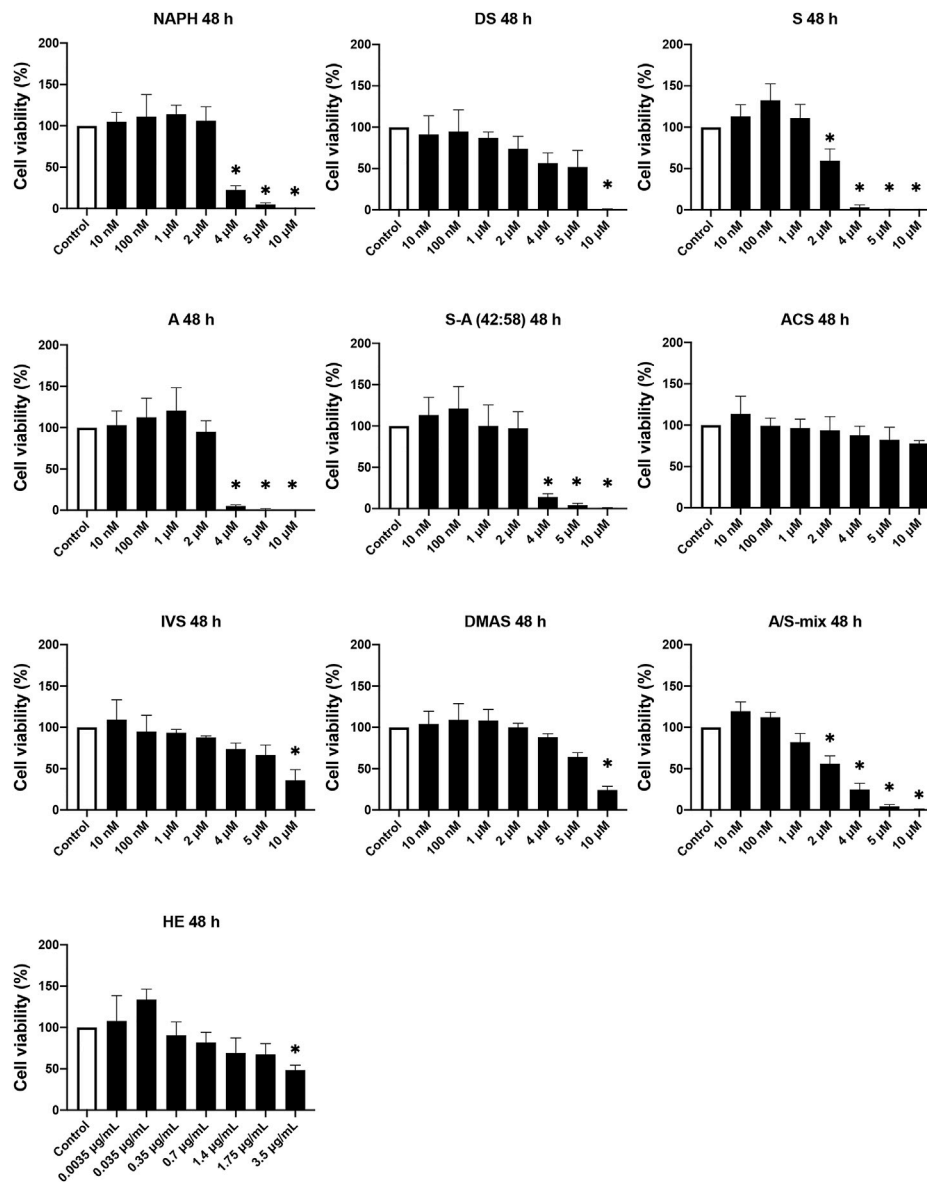 NAPH 48 h
Cell viability (%)
200
150
100
50
0
*
*
*
Control
10 nM
100 nM
1 µM
2 µM
4 µM
5 µM
10 µM
DS 48 h
Cell viability (%)
200
150
100
50
0
*
Control
10 nM
100 nM
1 µM
2 µM
4 µM
5 µM
10 µM
S 48 h
Cell viability (%)
200
150
100
50
0
*
*
*
*
Control
10 nM
100 nM
1 µM
2 µM
4 µM
5 µM
10 µM
A 48 h
Cell viability (%)
200
150
100
50
0
*
*
*
Control
10 nM
100 nM
1 µM
2 µM
4 µM
5 µM
10 µM
S-A (42:58) 48 h
Cell viability (%)
200
150
100
50
0
*
*
*
Control
10 nM
100 nM
1 µM
2 µM
4 µM
5 µM
10 µM
ACS 48 h
Cell viability (%)
200
150
100
50
0
Control
10 nM
100 nM
1 µM
2 µM
4 µM
5 µM
10 µM
IVS 48 h
Cell viability (%)
200
150
100
50
0
*
Control
10 nM
100 nM
1 µM
2 µM
4 µM
5 µM
10 µM
DMAS 48 h
Cell viability (%)
200
150
100
50
0
*
Control
10 nM
100 nM
1 µM
2 µM
4 µM
5 µM
10 µM
A/S-mix 48 h
Cell viability (%)
200
150
100
50
0
*
*
*
*
Control
10 nM
100 nM
1 µM
2 µM
4 µM
5 µM
10 µM
HE 48 h
Cell viability (%)
200
150
100
50
0
*
Control
0.0035 µg/mL
0.035 µg/mL
0.35 µg/mL
0.7 µg/mL
1.4 µg/mL
1.75 µg/mL
3.5 µg/mL